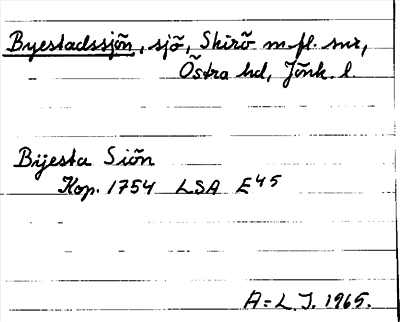 Byestadssjön, sjö, Skirö m.fl. snr,
Östra hd, Jönk. l.
Bijesta Siön
Kop. 1754 LSA E45
A-L. J. 1965.